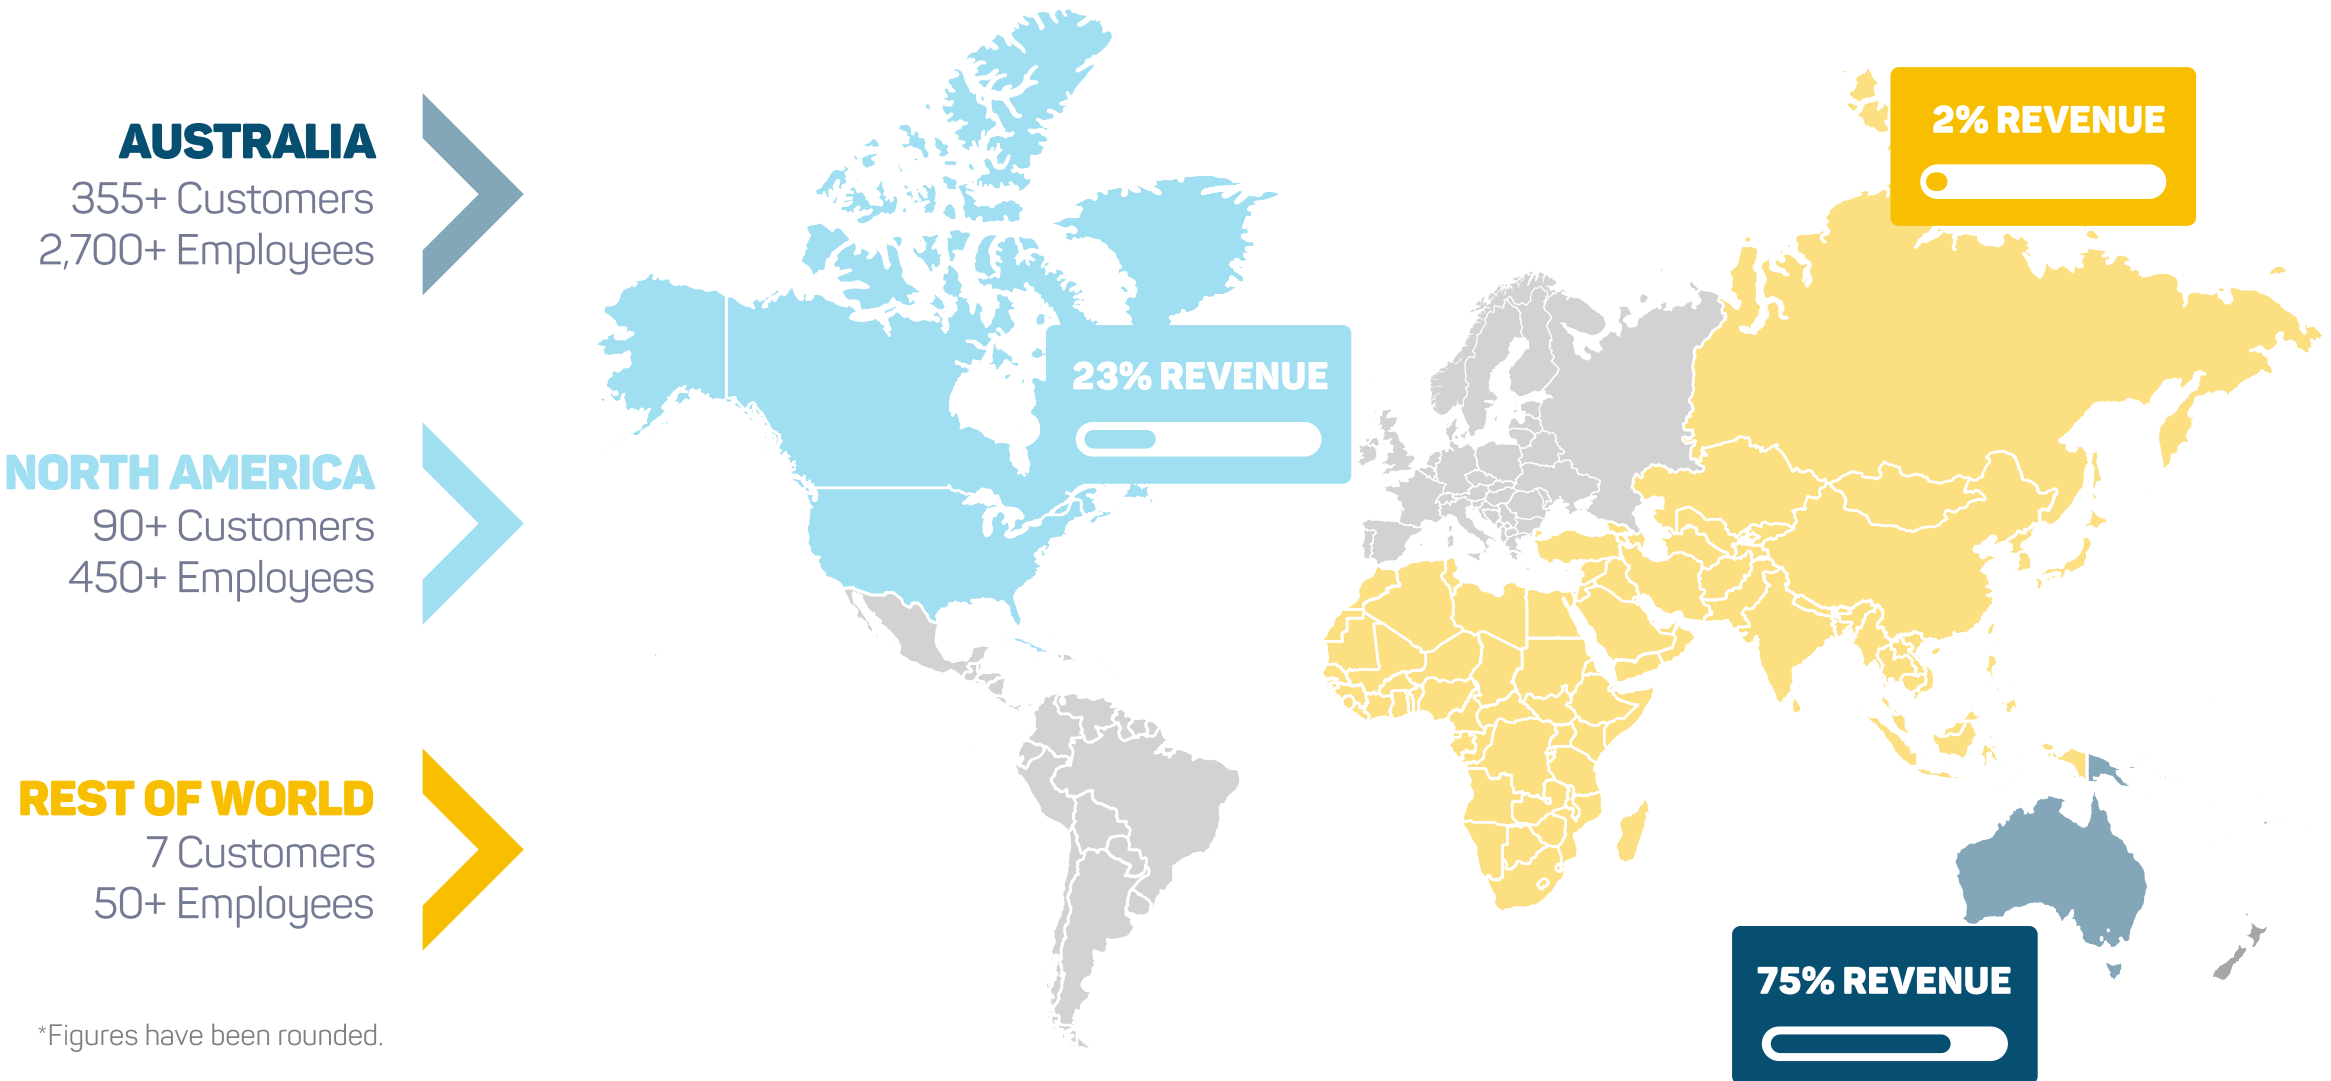 AUSTRALIA
355+ Customers
2,700+ Employees
NORTH AMERICA
90+ Customers
450+ Employees
REST OF WORLD
7 Customers
50+ Employees
*Figures have been rounded.
2% REVENUE
23% REVENUE
75% REVENUE